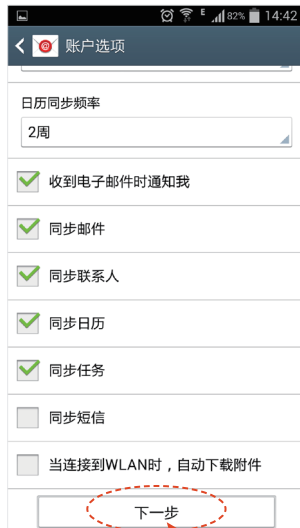 E 82% 14:42
账户选项
日历同步频率
2周
收到电子邮件时通知我
同步邮件
同步联系人
同步日历
同步任务
同步短信
当连接到WLAN时，自动下载附件
下一步